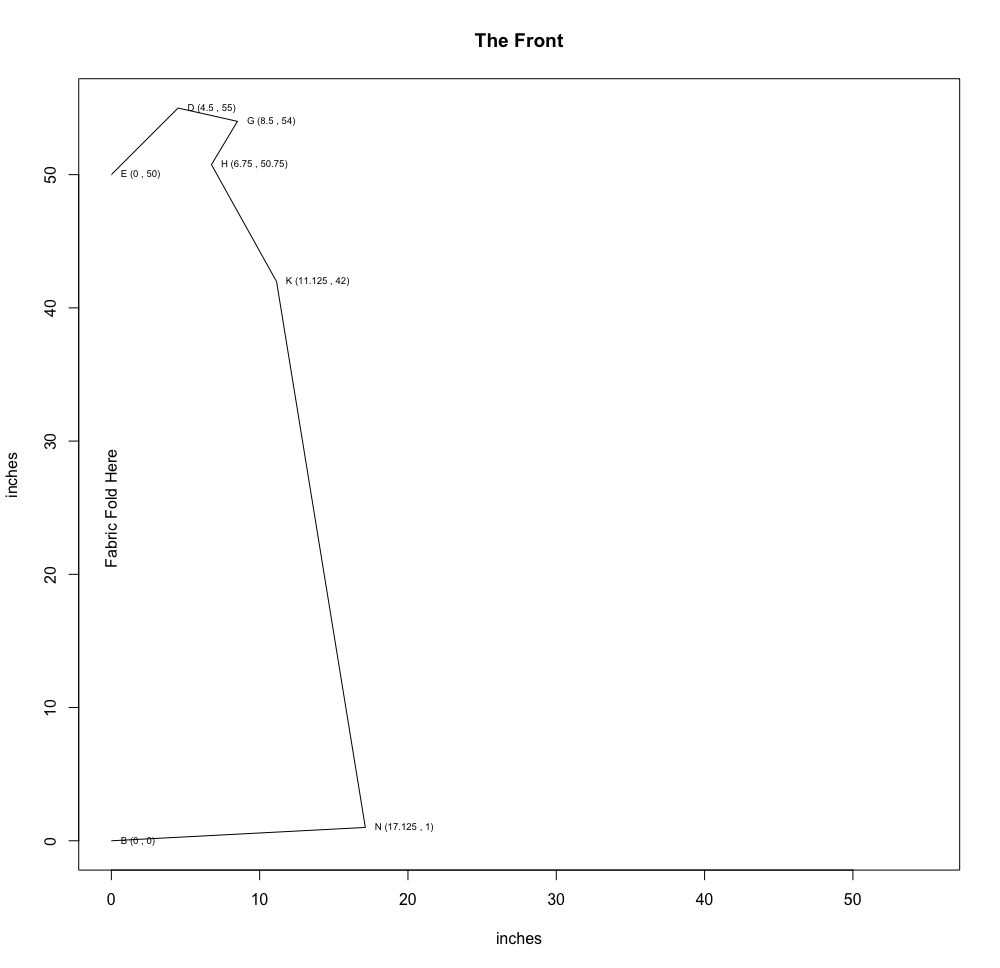 The Front
D (4.5 , 55)
G (8.5 , 54)
H (6.75 , 50.75)
E (0 , 50)
K (11.125 , 42)
Fabric Fold Here
N (17.125 , 1)
B (0 , 0)
50
40
30
20
10
0
inches
0 10 20 30 40 50
inches